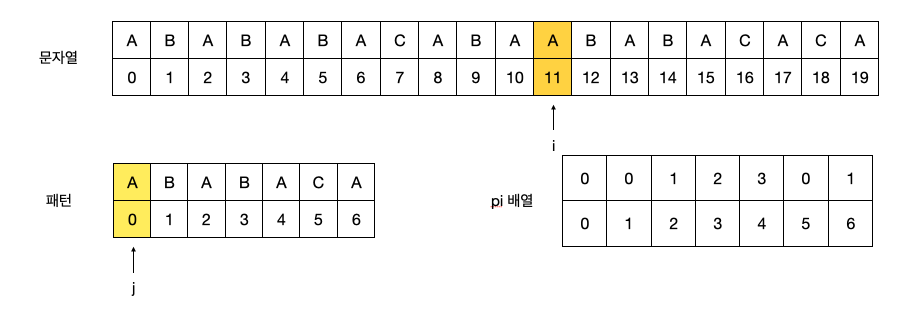 A B A B A B A C A B A A B A B A C A C A
문자열
0 1 2 3 4 5 6 7 8 9 10 11 12 13 14 15 16 17 18 19
i
A B A B A C A
패턴
0 1 2 3 4 5 6
j
0 0 1 2 3 0 1
pi 배열
0 1 2 3 4 5 6